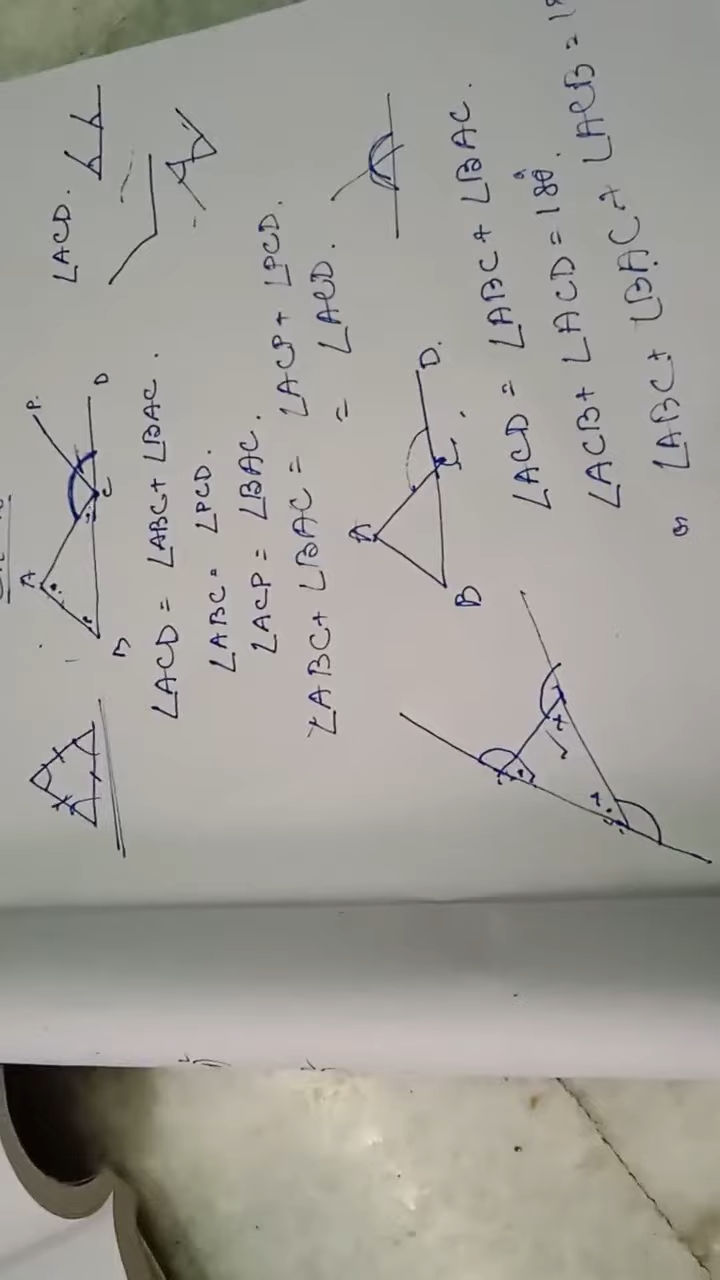 ∠ACD.
A P.
B C D
∠ACD = ∠ABC + ∠BAC.
∠ABC = ∠PCD.
∠ACP = ∠BAC.
∠ABC + ∠BAC = ∠ACP + ∠PCD.
= ∠ACD.
A
B C D.
∠ACD = ∠ABC + ∠BAC.
∠ACB + ∠ACD = 180°.
∠ABC + ∠BAC + ∠ACB = 18